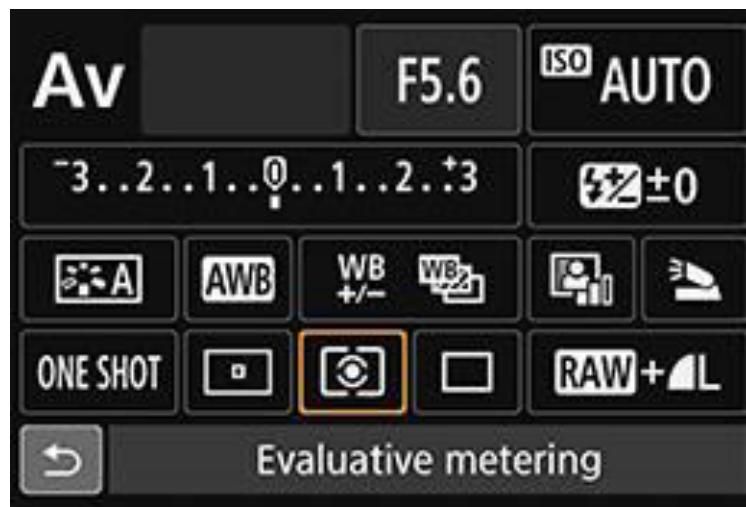 Av F5.6 ISO AUTO
-3..2..1..0..1..2..+3 ±0
A AWB WB +/- WB
ONE SHOT RAW+L
Evaluative metering